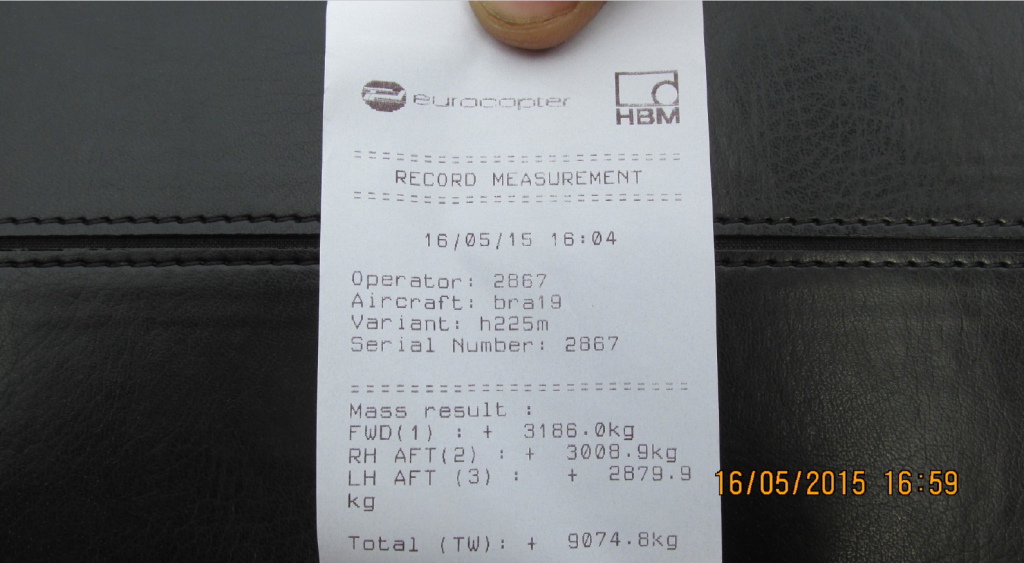 eurocopter
HBM
RECORD MEASUREMENT
16/05/15 16:04
Operator: 2867
Aircraft: bra19
Variant: h225m
Serial Number: 2867
Mass result :
FWD(1) : + 3186.0kg
RH AFT(2) : + 3008.9kg
LH AFT (3) : + 2879.9
kg
Total (TW): + 9074.8kg
16/05/2015 16:59